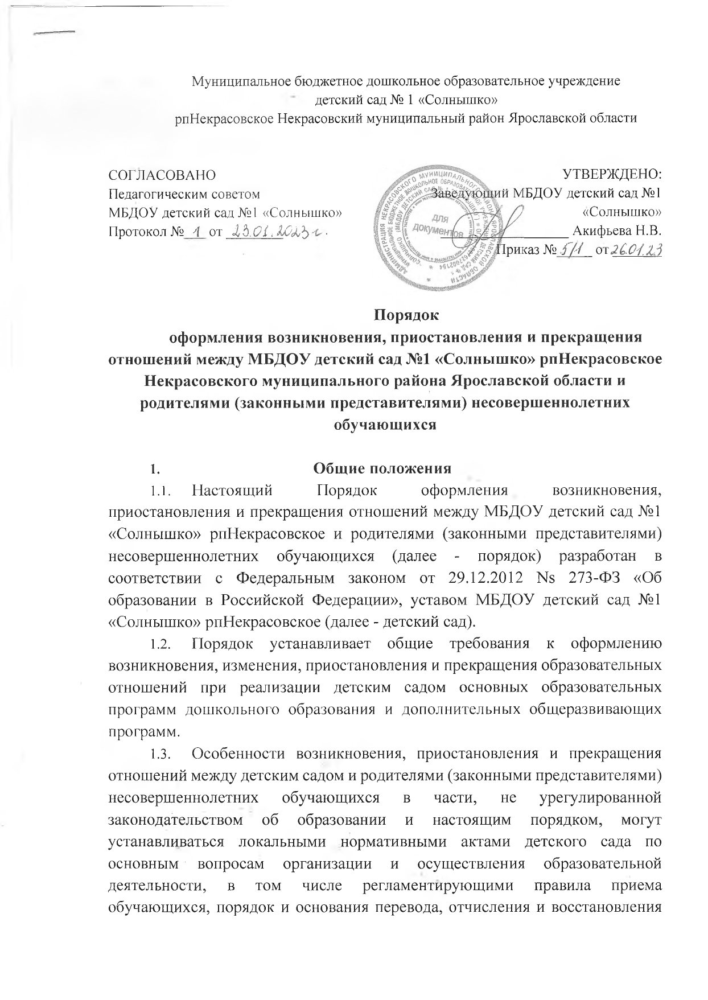 Муниципальное бюджетное дошкольное образовательное учреждение
детский сад № 1 «Солнышко»
рпНекрасовское Некрасовский муниципальный район Ярославской области
СОГЛАСОВАНО
Педагогическим советом
МБДОУ детский сад №1 «Солнышко»
Протокол № 1 от 23.01.2023 г.
УТВЕРЖДЕНО:
Заведующий МБДОУ детский сад №1
«Солнышко»
Акифьева Н.В.
Приказ № 5/1 от 26.01.23
для
документов
Порядок
оформления возникновения, приостановления и прекращения
отношений между МБДОУ детский сад №1 «Солнышко» рпНекрасовское
Некрасовского муниципального района Ярославской области и
родителями (законными представителями) несовершеннолетних
обучающихся
1. Общие положения
1.1. Настоящий Порядок оформления возникновения,
приостановления и прекращения отношений между МБДОУ детский сад №1
«Солнышко» рпНекрасовское и родителями (законными представителями)
несовершеннолетних обучающихся (далее - порядок) разработан в
соответствии с Федеральным законом от 29.12.2012 Ns 273-ФЗ «Об
образовании в Российской Федерации», уставом МБДОУ детский сад №1
«Солнышко» рпНекрасовское (далее - детский сад).
1.2. Порядок устанавливает общие требования к оформлению
возникновения, изменения, приостановления и прекращения образовательных
отношений при реализации детским садом основных образовательных
программ дошкольного образования и дополнительных общеразвивающих
программ.
1.3. Особенности возникновения, приостановления и прекращения
отношений между детским садом и родителями (законными представителями)
несовершеннолетних обучающихся в части, не урегулированной
законодательством об образовании и настоящим порядком, могут
устанавливаться локальными нормативными актами детского сада по
основным вопросам организации и осуществления образовательной
деятельности, в том числе регламентирующими правила приема
обучающихся, порядок и основания перевода, отчисления и восстановления